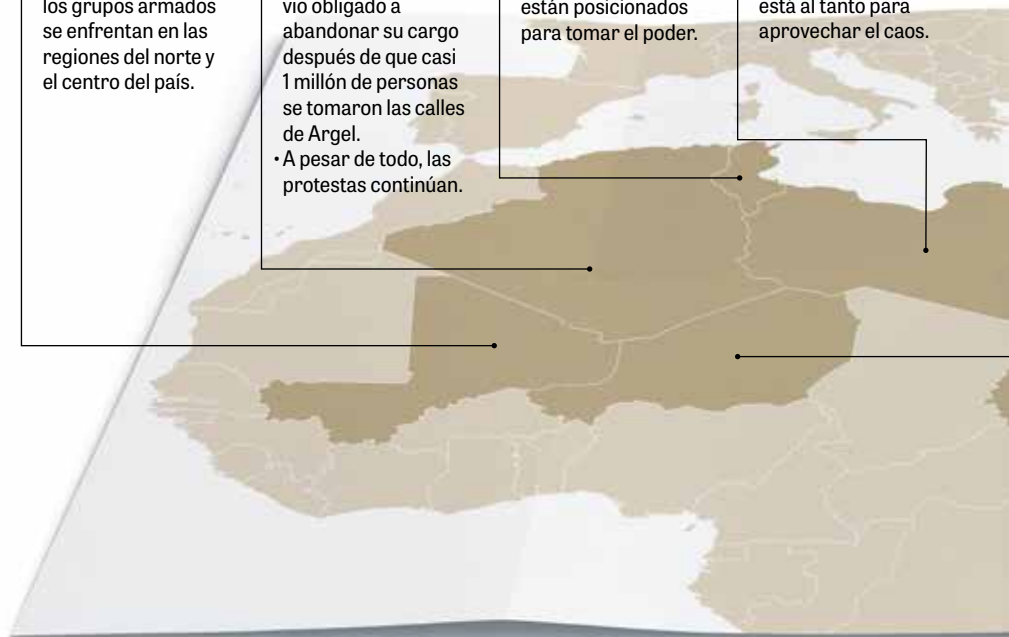 los grupos armados
se enfrentan en las
regiones del norte y
el centro del país.
vio obligado a
abandonar su cargo
después de que casi
1 millón de personas
se tomaron las calles
de Argel.
• A pesar de todo, las
protestas continúan.
están posicionados
para tomar el poder.
está al tanto para
aprovechar el caos.